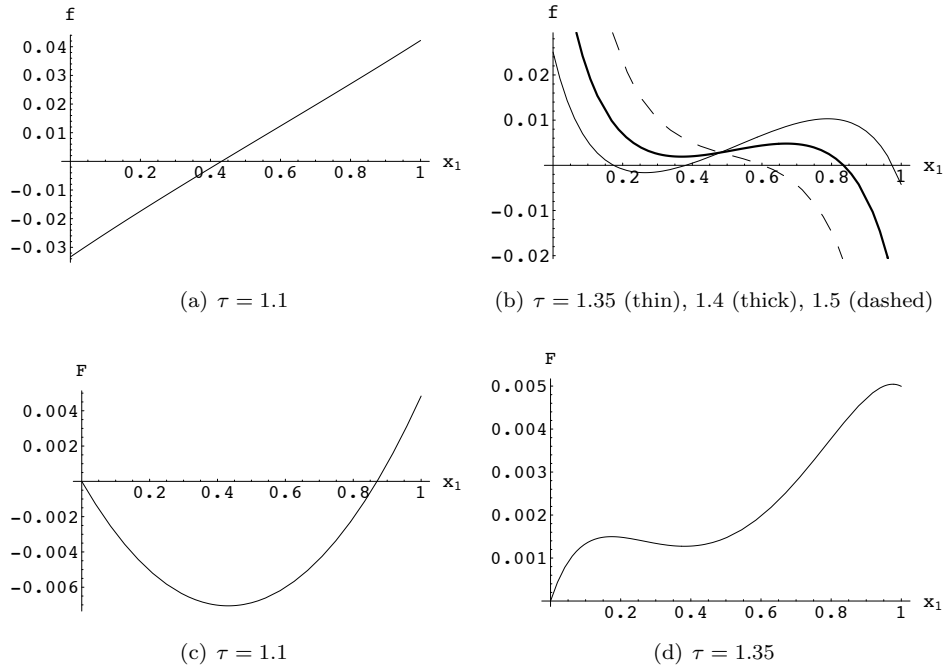 f
0.04
0.03
0.02
0.01
0.2 0.4 0.6 0.8 1 x₁
-0.01
-0.02
-0.03
(a) τ = 1.1
f
0.02
0.01
0.2 0.4 0.6 0.8 1 x₁
-0.01
-0.02
(b) τ = 1.35 (thin), 1.4 (thick), 1.5 (dashed)
F
0.004
0.002
0.2 0.4 0.6 0.8 1 x₁
-0.002
-0.004
-0.006
(c) τ = 1.1
F
0.005
0.004
0.003
0.002
0.001
0.2 0.4 0.6 0.8 1 x₁
(d) τ = 1.35